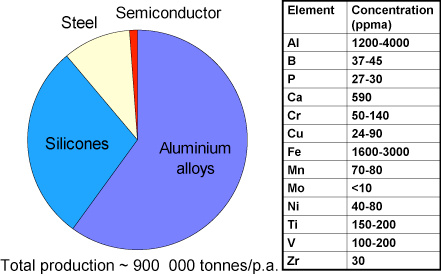 Semiconductor
Steel
Silicones
Aluminium
alloys
Total production ~ 900 000 tonnes/p.a.
Element Concentration
(ppma)
Al 1200-4000
B 37-45
P 27-30
Ca 590
Cr 50-140
Cu 24-90
Fe 1600-3000
Mn 70-80
Mo <10
Ni 40-80
Ti 150-200
V 100-200
Zr 30